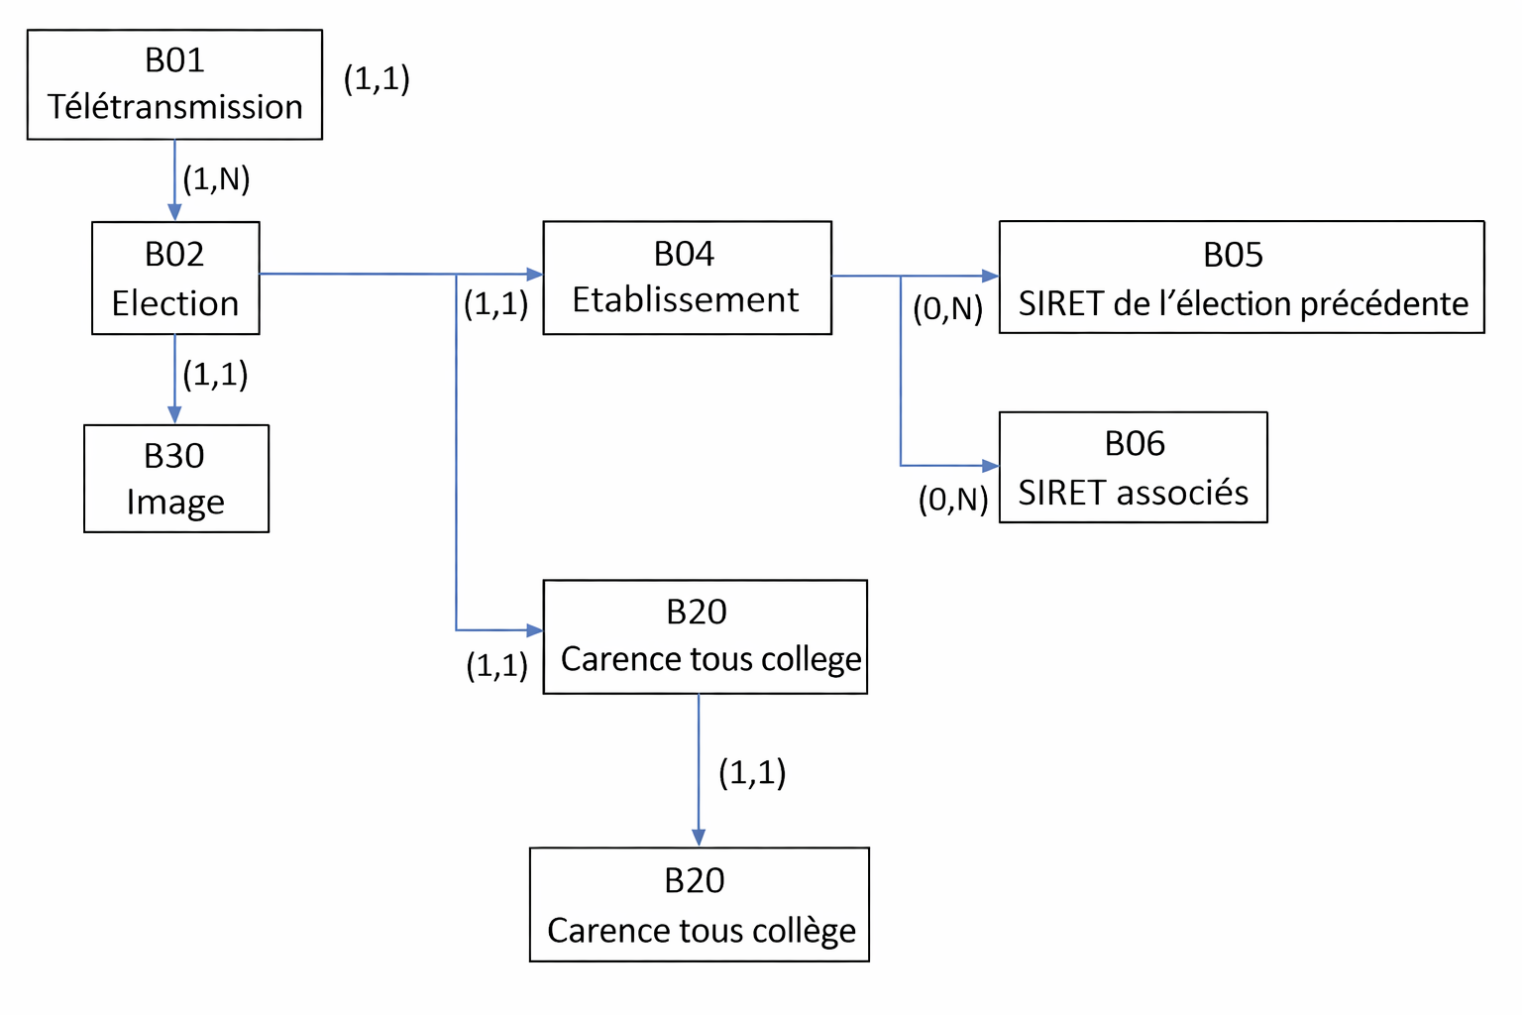 B01
Télétransmission
(1,1)
(1,N)
B02
Election
(1,1)
B04
Etablissement
(0,N)
B05
SIRET de l’élection précédente
(1,1)
B30
Image
B06
SIRET associés
(0,N)
B20
Carence tous college
(1,1)
(1,1)
B20
Carence tous collège